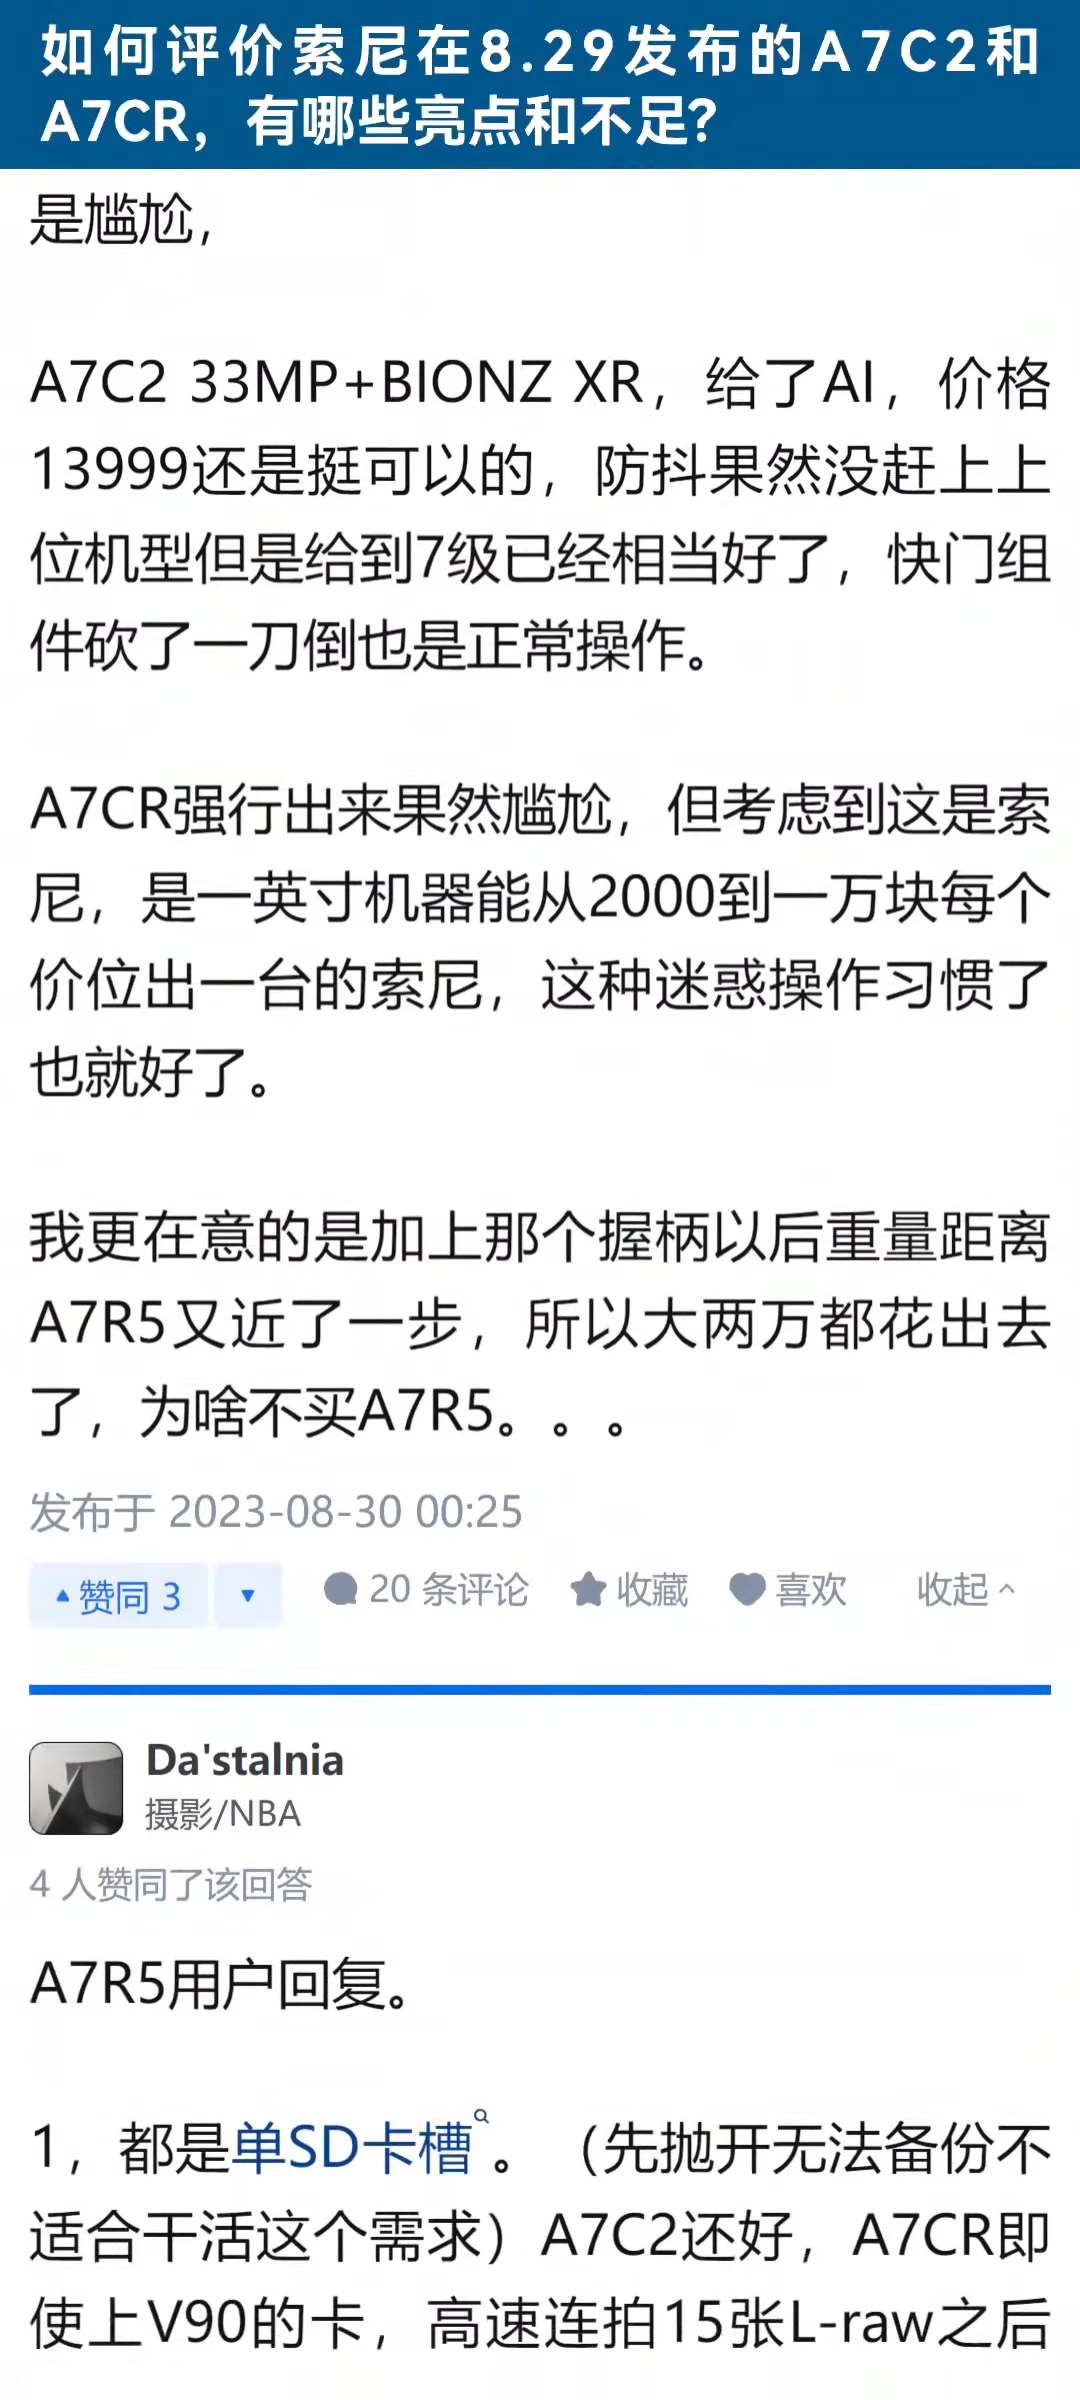 如何评价索尼在8.29发布的A7C2和
A7CR，有哪些亮点和不足？
是尴尬，
A7C2 33MP+BIONZ XR，给了AI，价格
13999还是挺可以的，防抖果然没赶上上
位机型但是给到7级已经相当好了，快门组
件砍了一刀倒也是正常操作。
A7CR强行出来果然尴尬，但考虑到这是索
尼，是一英寸机器能从2000到一万块每个
价位出一台的索尼，这种迷惑操作习惯了
也就好了。
我更在意的是加上那个握柄以后重量距离
A7R5又近了一步，所以大两万都花出去
了，为啥不买A7R5。。。
发布于 2023-08-30 00:25
赞同 3 20 条评论 收藏 喜欢 收起
Da'stalnia
摄影/NBA
4 人赞同了该回答
A7R5用户回复。
1，都是单SD卡槽。（先抛开无法备份不
适合干活这个需求）A7C2还好，A7CR即
使上V90的卡，高速连拍15张L-raw之后